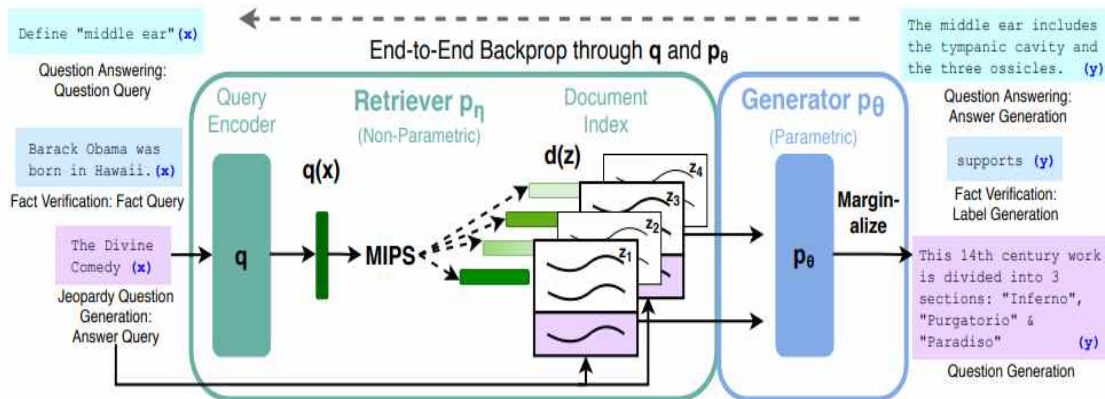 End-to-End Backprop through q and pθ
Define "middle ear"(x)
Question Answering:
Question Query
Barack Obama was
born in Hawaii.(x)
Fact Verification: Fact Query
The Divine
Comedy (x)
Jeopardy Question
Generation:
Answer Query
Query
Encoder
q
q(x)
Retriever pη
(Non-Parametric)
MIPS
Document
Index
d(z)
z4
z3
z2
z1
Generator pθ
(Parametric)
pθ
Margin-
alize
The middle ear includes
the tympanic cavity and
the three ossicles. (y)
Question Answering:
Answer Generation
supports (y)
Fact Verification:
Label Generation
This 14th century work
is divided into 3
sections: "Inferno",
"Purgatorio" &
"Paradiso" (y)
Question Generation